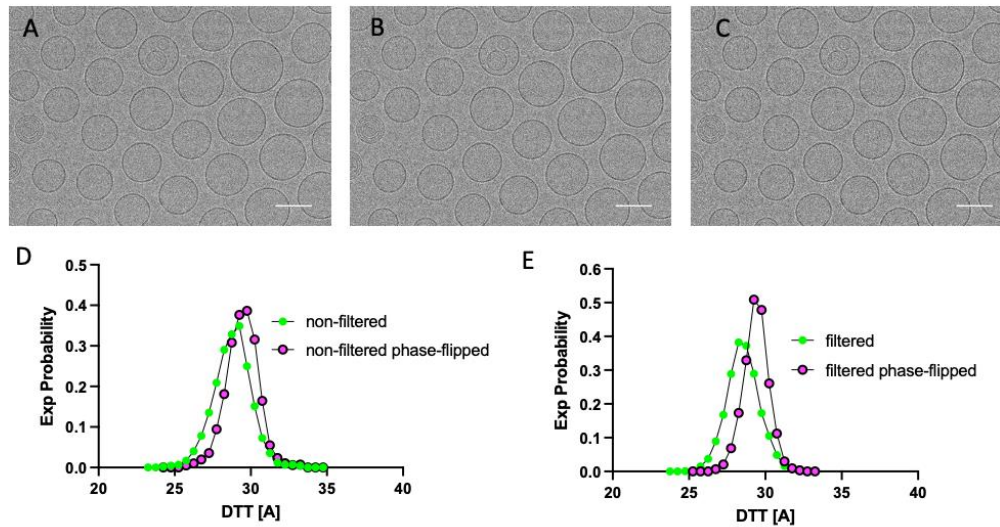 A
B
C
D
0.5
0.4
0.3
0.2
0.1
0.0
Exp Probability
20
25
30
35
40
DTT [A]
non-filtered
non-filtered phase-flipped
E
0.6
0.5
0.4
0.3
0.2
0.1
0.0
Exp Probability
20
25
30
35
40
DTT [A]
filtered
filtered phase-flipped